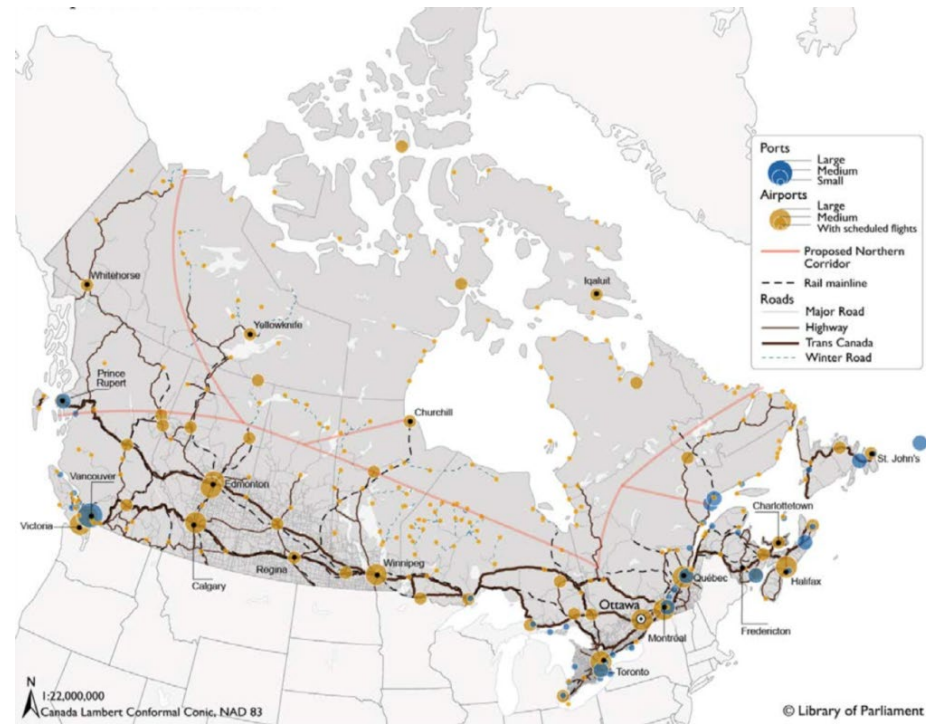 Ports
Large
Medium
Small
Airports
Large
Medium
With scheduled flights
Proposed Northern
Corridor
Rail mainline
Roads
Major Road
Highway
Trans Canada
Winter Road
Whitehorse
Iqaluit
Yellowknife
Prince
Rupert
Churchill
St. John's
Vancouver
Edmonton
Charlottetown
Victoria
Winnipeg
Regina
Québec
Calgary
Halifax
Ottawa
Fredericton
Montréal
Toronto
N
1:22,000,000
Canada Lambert Conformal Conic, NAD 83
© Library of Parliament